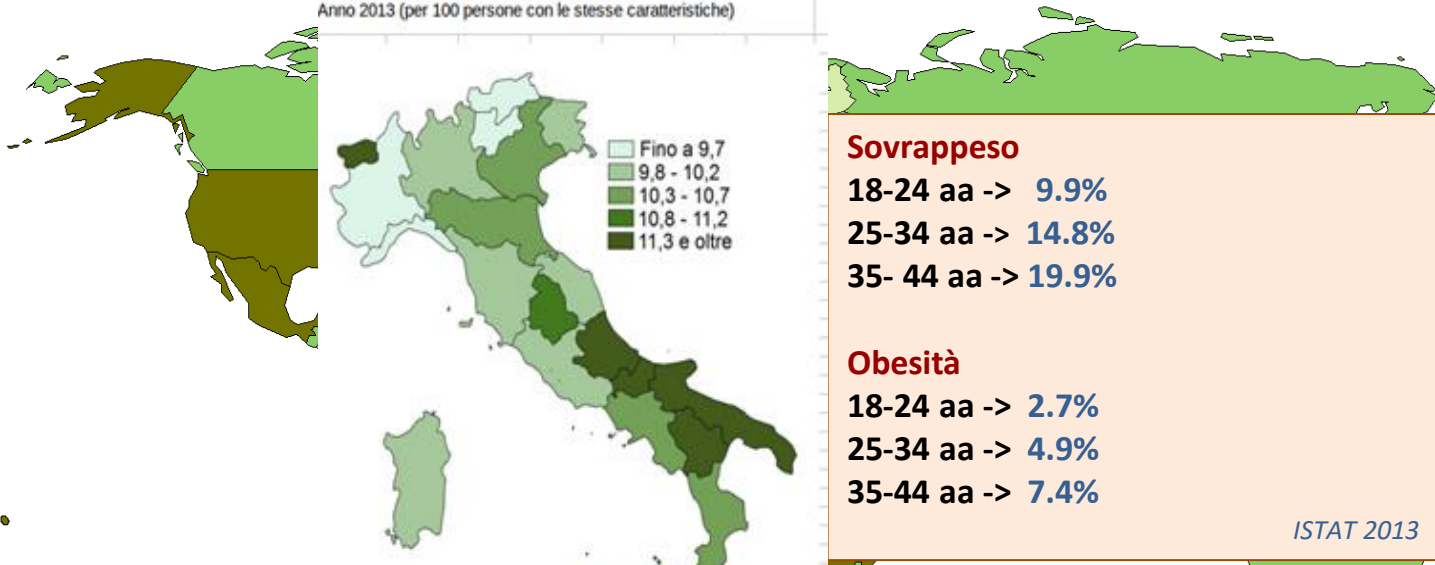 Anno 2013 (per 100 persone con le stesse caratteristiche)
Fino a 9,7
9,8 - 10,2
10,3 - 10,7
10,8 - 11,2
11,3 e oltre
Sovrappeso
18-24 aa -> 9.9%
25-34 aa -> 14.8%
35- 44 aa -> 19.9%
Obesità
18-24 aa -> 2.7%
25-34 aa -> 4.9%
35-44 aa -> 7.4%
ISTAT 2013